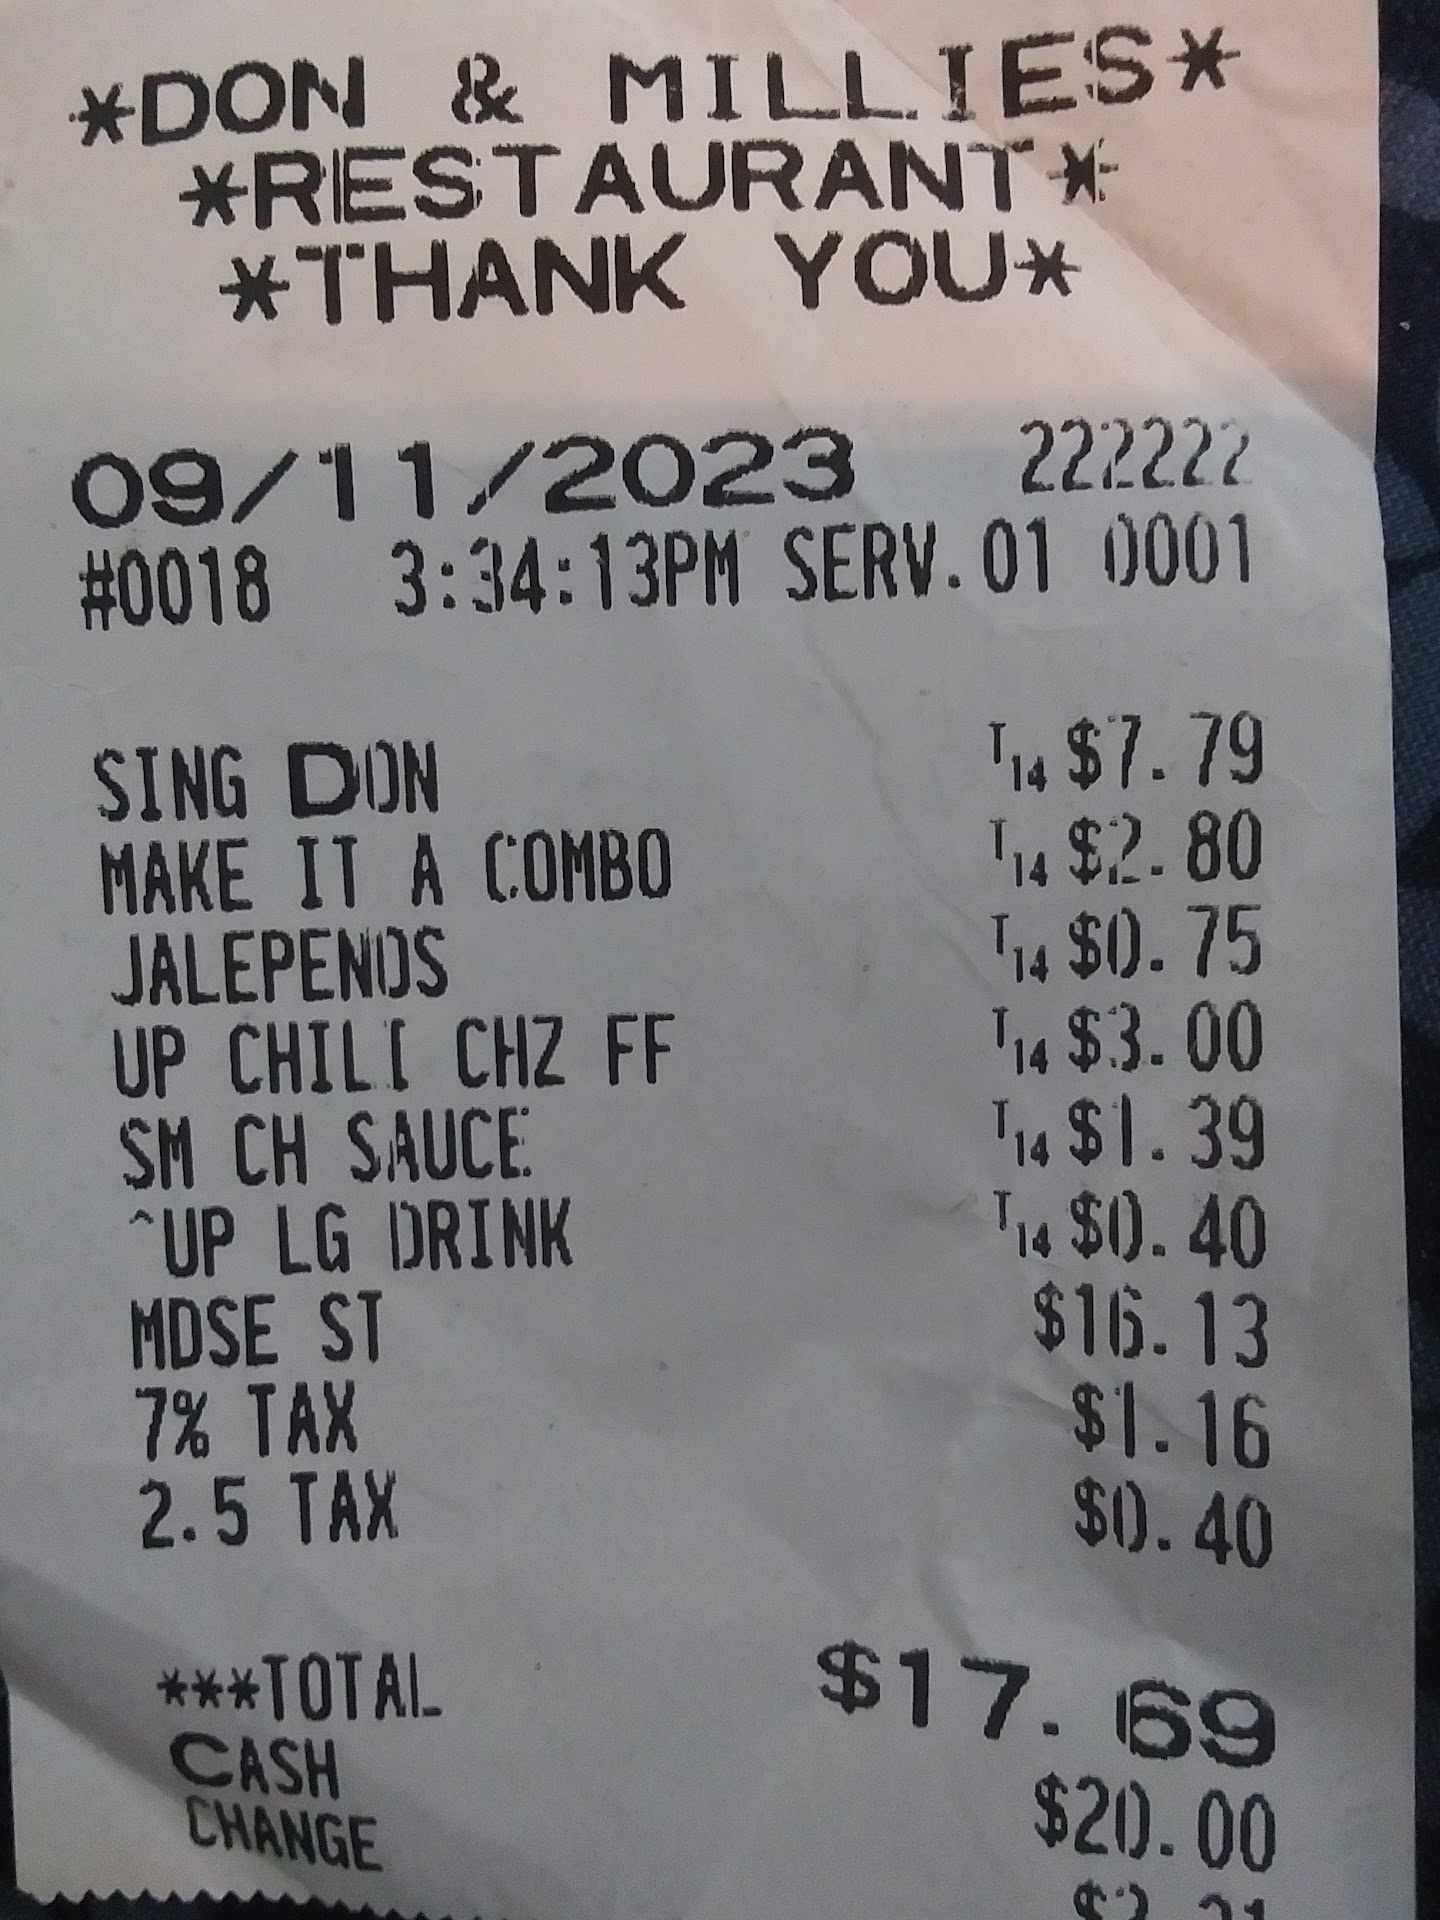 *DON & MILLIES*
*RESTAURANT*
*THANK YOU*
09/11/2023 222222
#0018 3:34:13PM SERV.01 0001
SING DON T14 $7.79
MAKE IT A COMBO T14 $2.80
JALEPENOS T14 $0.75
UP CHILI CHZ FF T14 $3.00
SM CH SAUCE T14 $1.39
^UP LG DRINK T14 $0.40
MDSE ST $16.13
7% TAX $1.16
2.5 TAX $0.40
***TOTAL $17.69
CASH $20.00
CHANGE $2.31